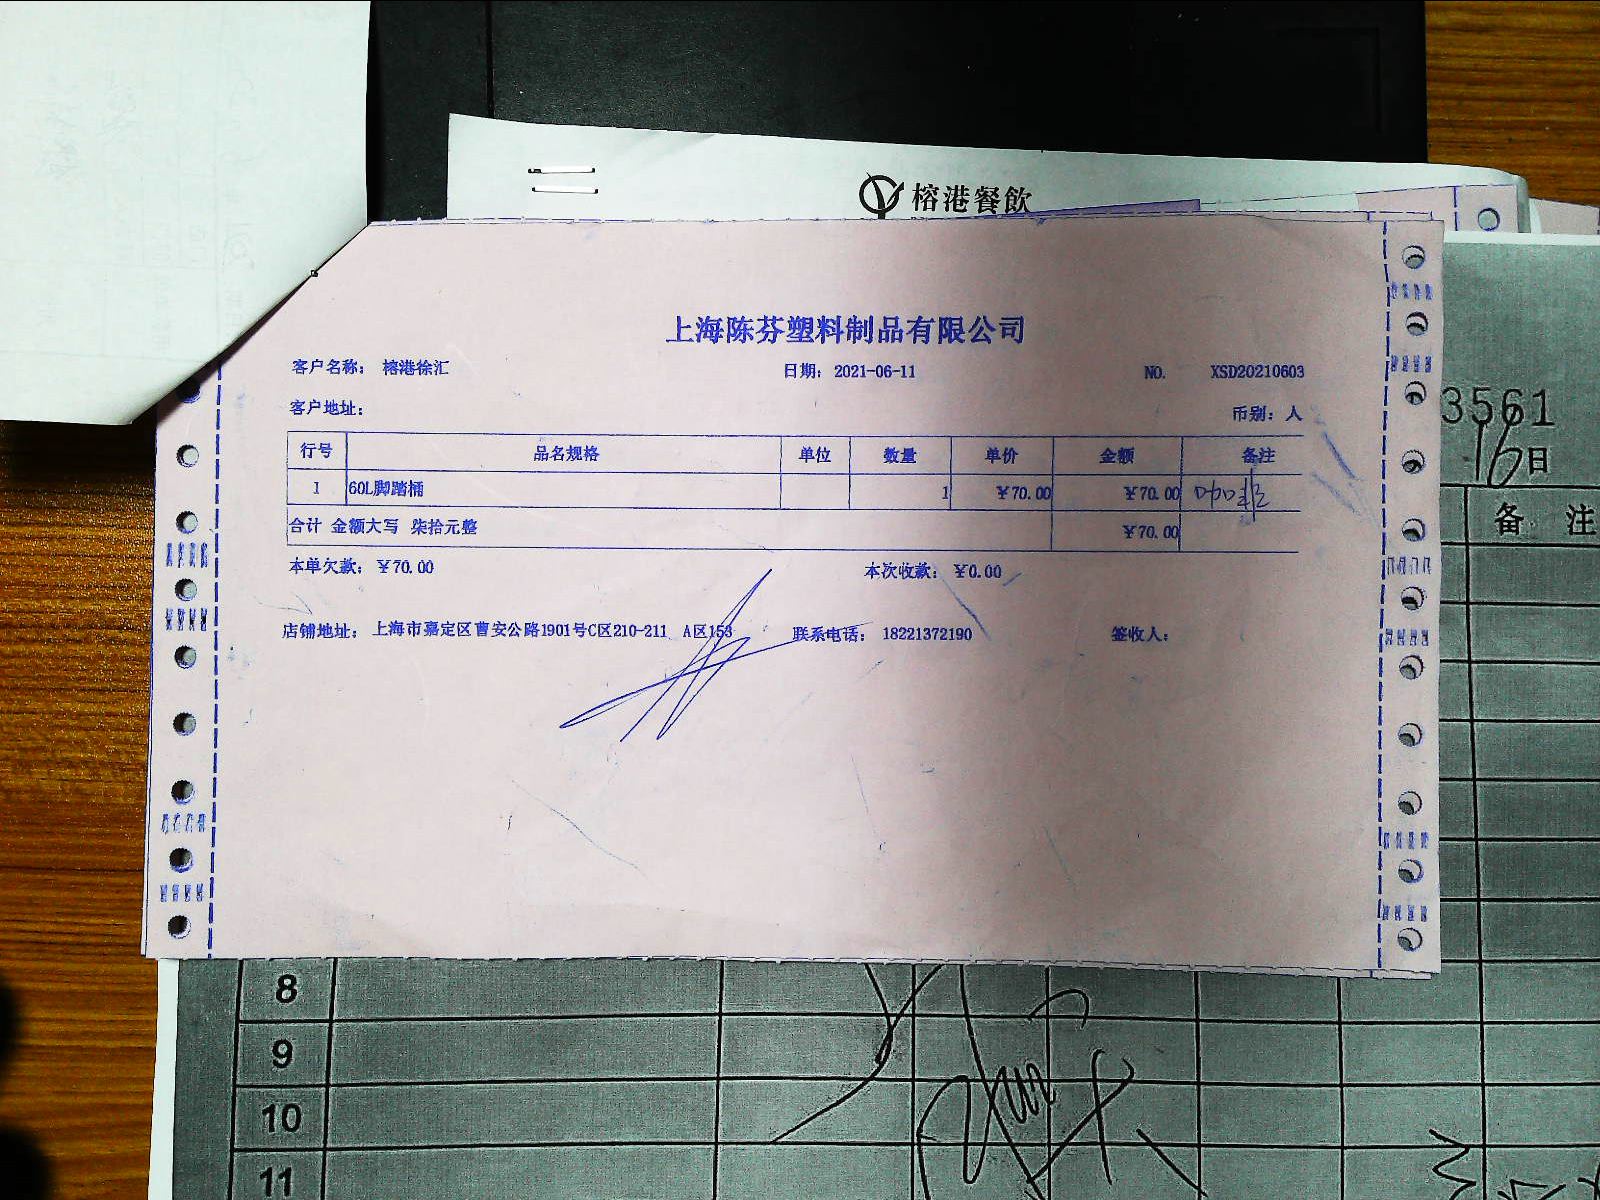 榕港餐飲
上海陈芬塑料制品有限公司
客户名称: 榕港徐汇 日期: 2021-06-11 NO. XSD20210603
客户地址: 币别: 人
行号 品名规格 单位 数量 单价 金额 备注
1 60L脚踏桶 1 ¥70.00 ¥70.00 咖啡
合计 金额大写 柒拾元整 ¥70.00
本单欠款: ¥70.00 本次收款: ¥0.00
店铺地址: 上海市嘉定区曹安公路1901号C区210-211 A区153 联系电话: 18221372190 签收人:
3561
16日
备 注
8
9
10
11